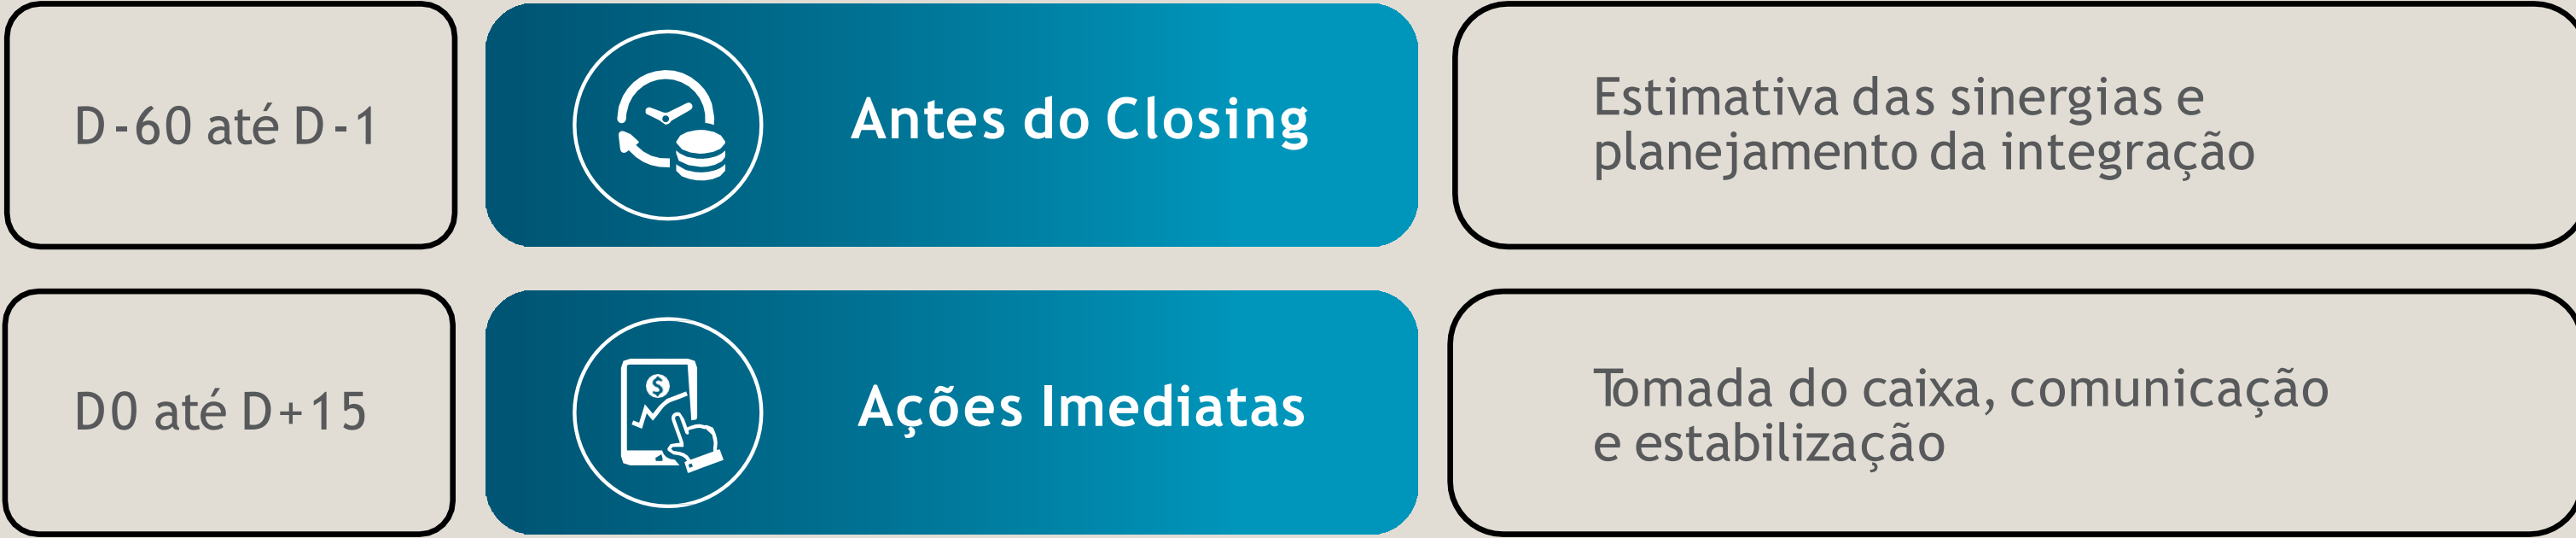 D-60 até D-1
Antes do Closing
Estimativa das sinergias e
planejamento da integração
D0 até D+15
Ações Imediatas
Tomada do caixa, comunicação
e estabilização